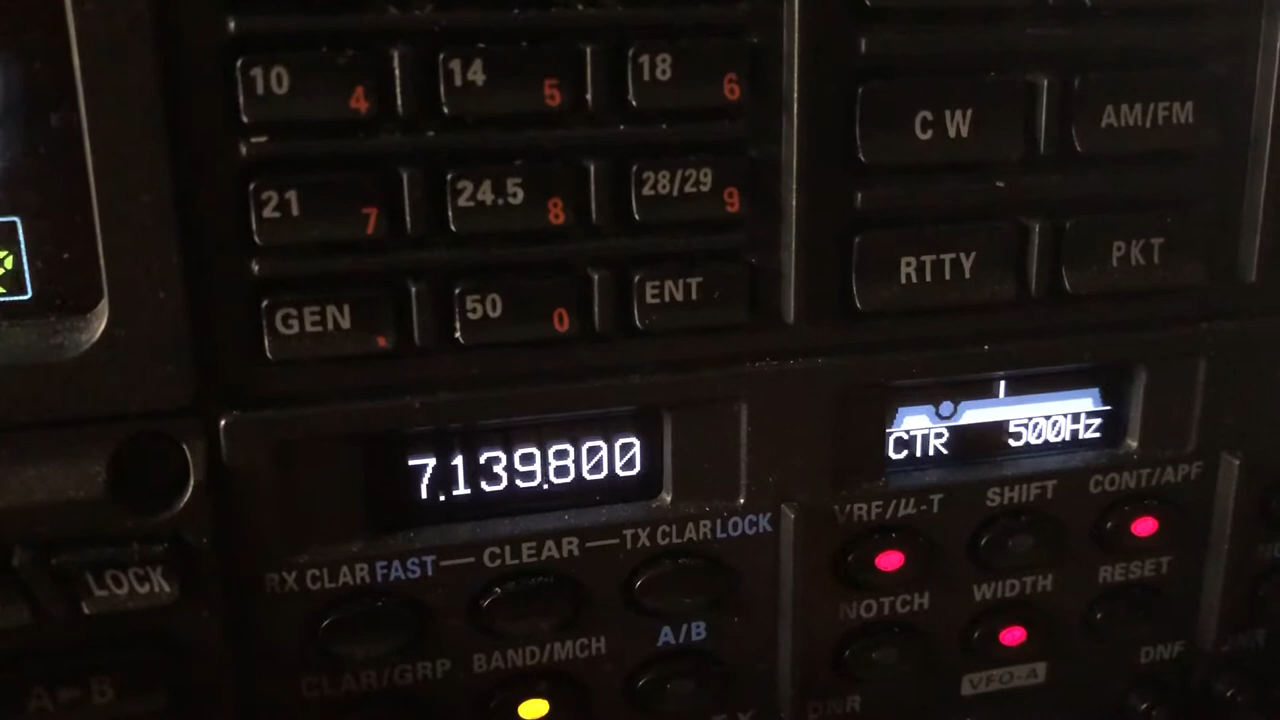 10 4 14 5 18 6
CW AM/FM
21 7 24.5 8 28/29 9
RTTY PKT
GEN . 50 0 ENT
7.139.800
CTR 500Hz
VRF/μ-T SHIFT CONT/APF
RX CLAR FAST — CLEAR — TX CLAR LOCK
LOCK
NOTCH WIDTH RESET
CLAR/GRP BAND/MCH A/B
A▶B
VFO-A
DNR DNF